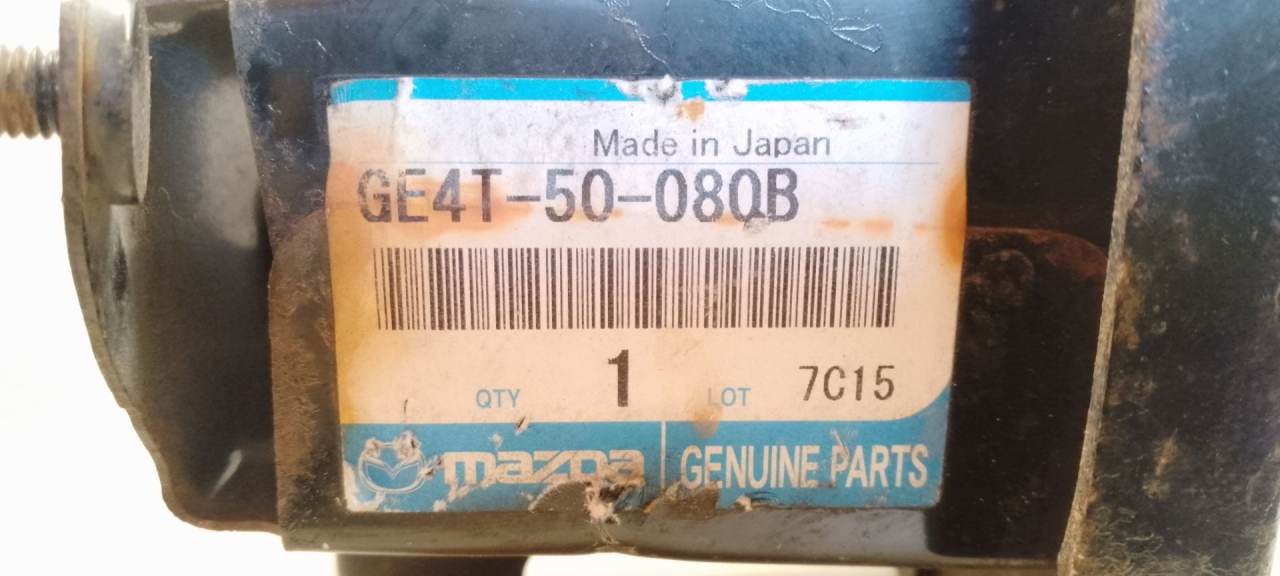 Made in Japan
GE4T-50-080B
QTY 1 LOT 7C15
mazda GENUINE PARTS